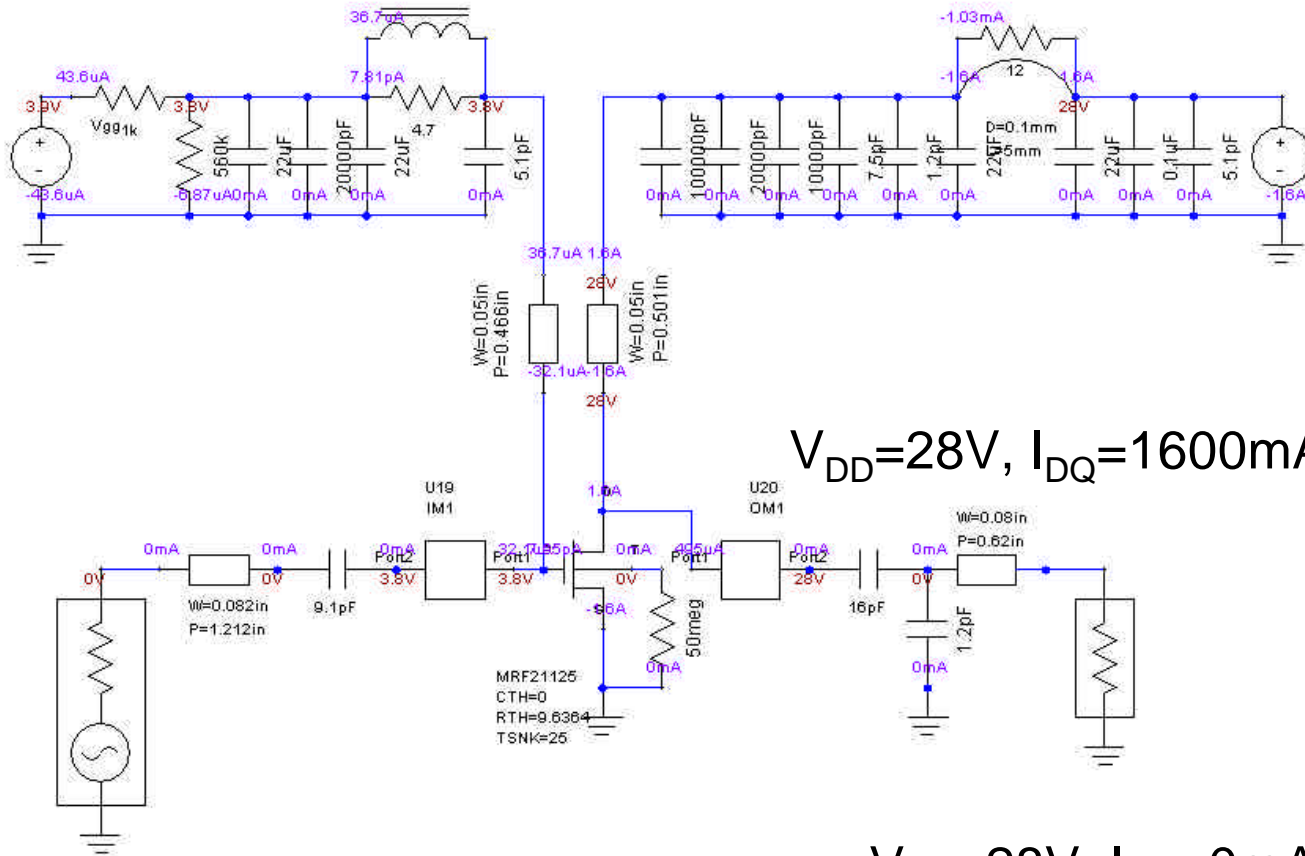 36.7uA
-1.03mA
43.6uA
7.81pA
-1.6A
12
1.6A
3.9V
3.8V
3.8V
28V
Vgg
1k
4.7
D=0.1mm
560k
22uF
20000pF
22uF
5.1pF
100000pF
20000pF
10000pF
7.5pF
1.2pF
22uF
22uF
0.1uF
5.1pF
+
-
+
-
-43.6uA
-6.87uA
0mA
0mA
0mA
0mA
0mA
0mA
0mA
0mA
0mA
0mA
0mA
0mA
0mA
-1.6A
36.7uA
1.6A
28V
W=0.05in
P=0.466in
W=0.05in
P=0.501in
-32.1uA
-1.6A
28V
V_DD=28V, I_DQ=1600mA
U19
IM1
U20
OM1
W=0.08in
P=0.62in
0mA
0mA
0mA
Port2
Port1
0mA
Port1
Port2
0mA
0mA
0V
0V
3.8V
3.8V
0V
28V
0V
W=0.082in
P=1.212in
9.1pF
-1.6A
50meg
16pF
1.2pF
0mA
0mA
MRF21125
CTH=0
RTH=9.6364
TSNK=25